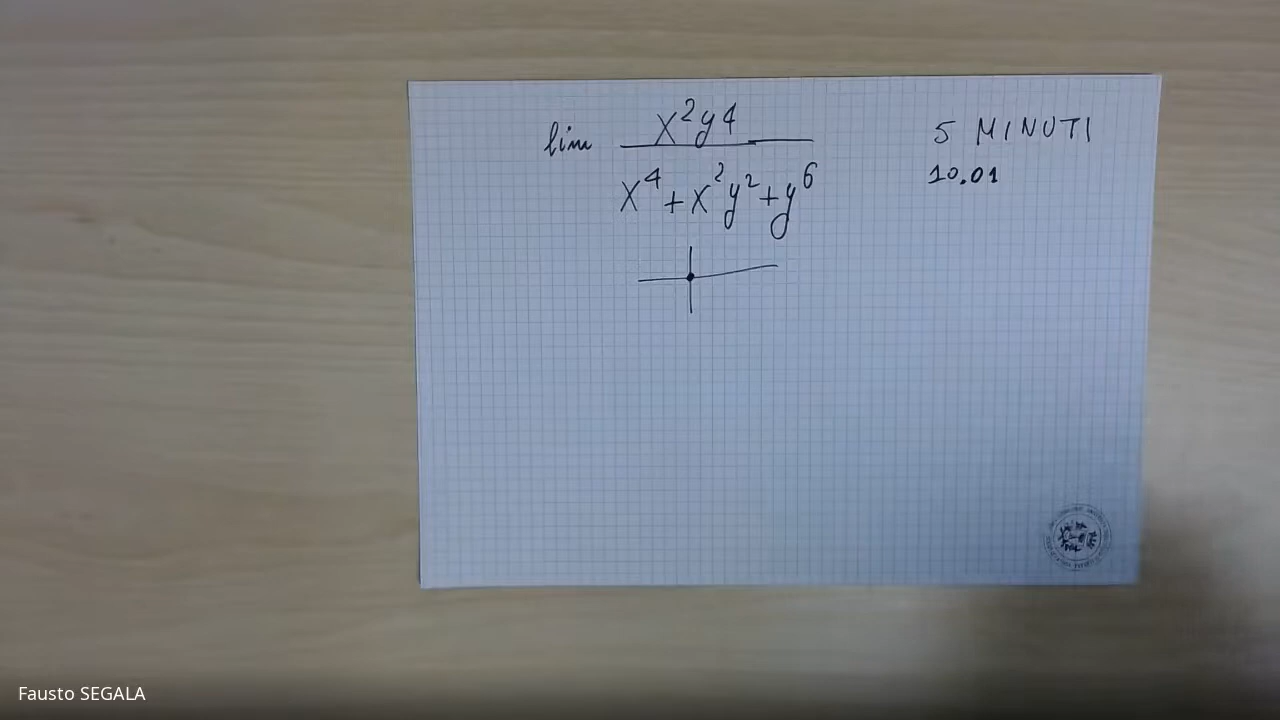 lim x²y4 / x⁴+x²y²+y⁶
5 MINUTI
10.01
Fausto SEGALA